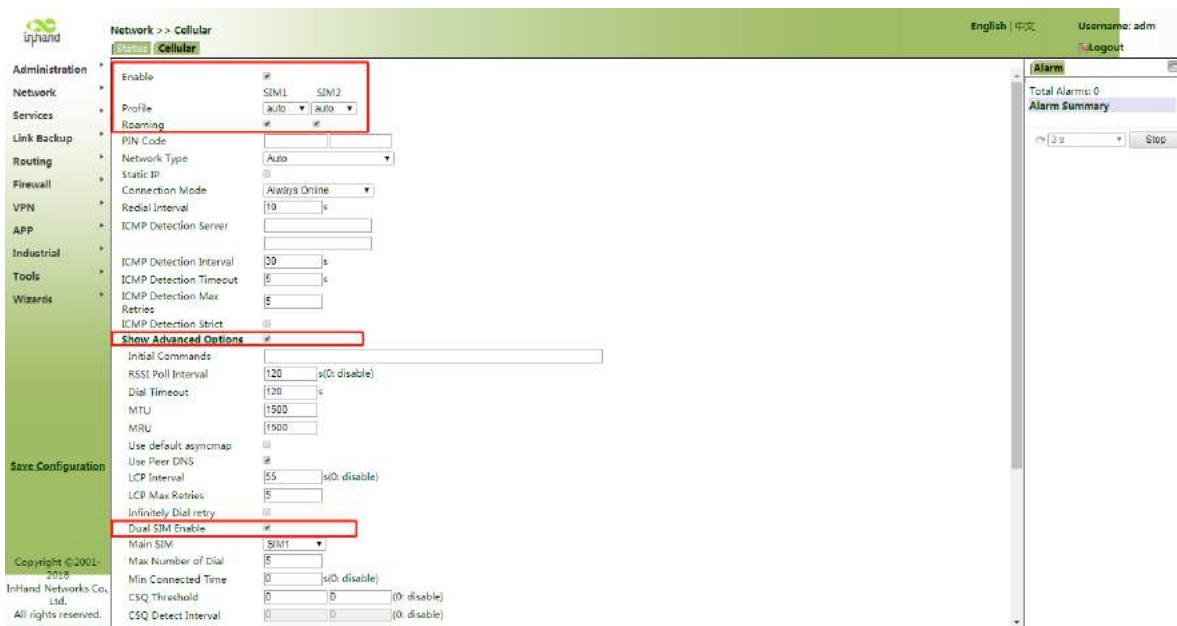 inhand
Network >> Cellular
English | 中文
Username: adm
Logout
Status
Cellular
Administration
Network
Services
Link Backup
Routing
Firewall
VPN
APP
Industrial
Tools
Wizards
Save Configuration
Copyright ©2001-
2018
InHand Networks Co.,
Ltd.
All rights reserved.
Enable
SIM1 SIM2
Profile auto auto
Roaming
PIN Code
Network Type Auto
Static IP
Connection Mode Always Online
Redial Interval 10 s
ICMP Detection Server
ICMP Detection Interval 30 s
ICMP Detection Timeout 5 s
ICMP Detection Max
Retries 5
ICMP Detection Strict
Show Advanced Options
Initial Commands
RSSI Poll Interval 120 s(0: disable)
Dial Timeout 120 s
MTU 1500
MRU 1500
Use default asyncmap
Use Peer DNS
LCP Interval 55 s(0: disable)
LCP Max Retries 5
Infinitely Dial retry
Dual SIM Enable
Main SIM SIM1
Max Number of Dial 5
Min Connected Time 0 s(0: disable)
CSQ Threshold 0 0 (0: disable)
CSQ Detect Interval 0 0 (0: disable)
Alarm
Total Alarms: 0
Alarm Summary
3 s Stop